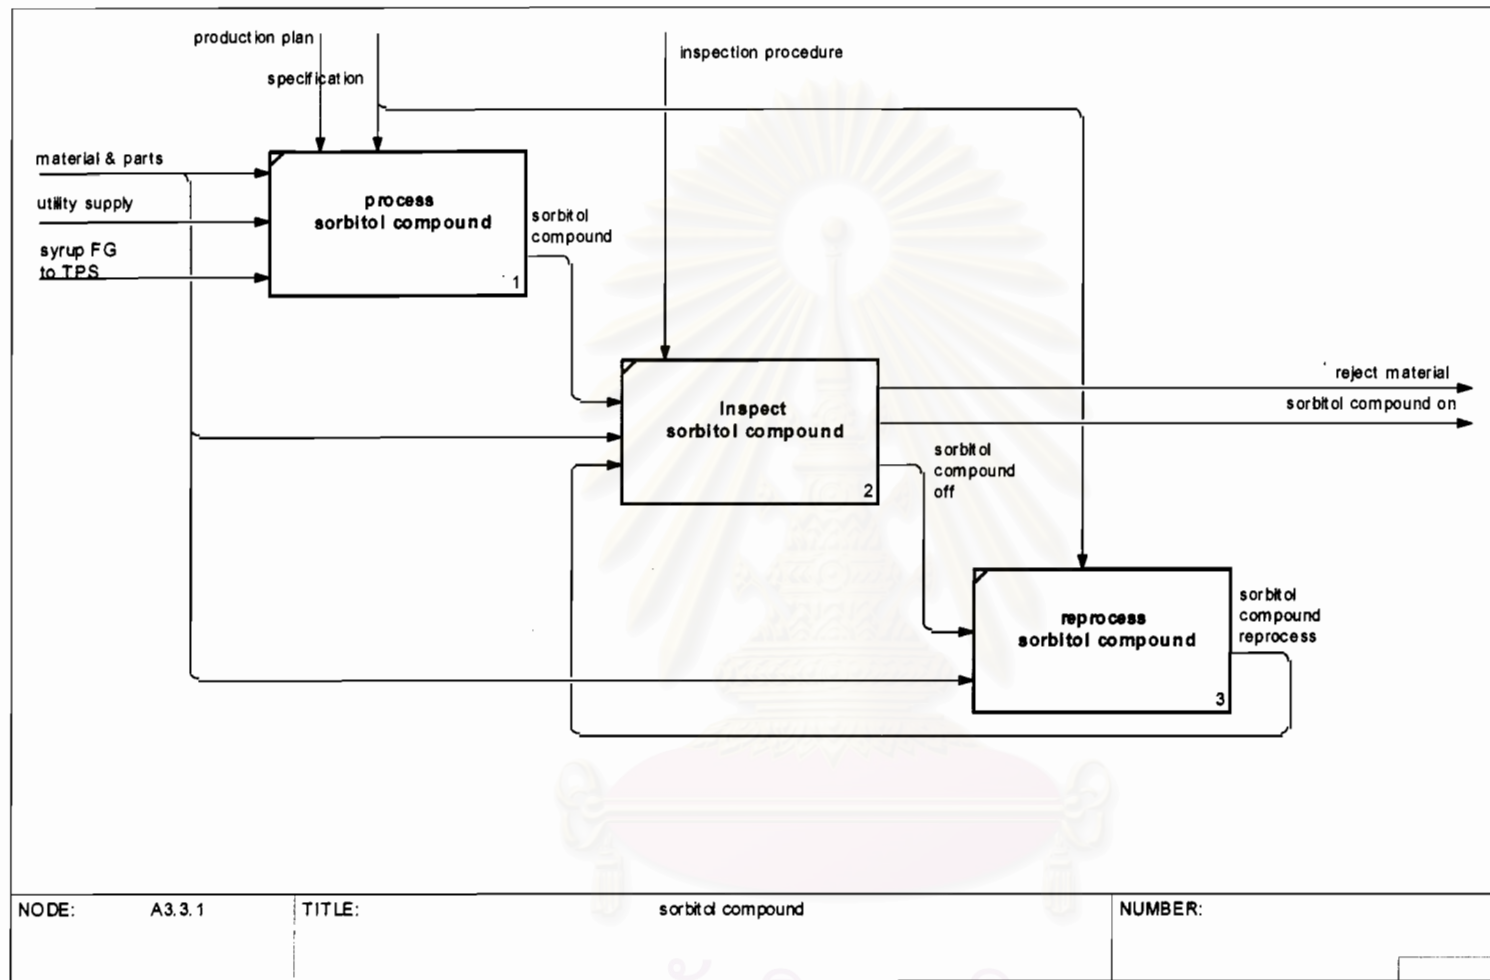 production plan
specification
inspection procedure
material & parts
utility supply
syrup FG
to TPS
process
sorbitol compound
1
sorbitol
compound
Inspect
sorbitol compound
2
reject material
sorbitol compound on
sorbitol
compound
off
reprocess
sorbitol compound
3
sorbitol
compound
reprocess
NODE: A3.3.1 TITLE: sorbitol compound NUMBER: